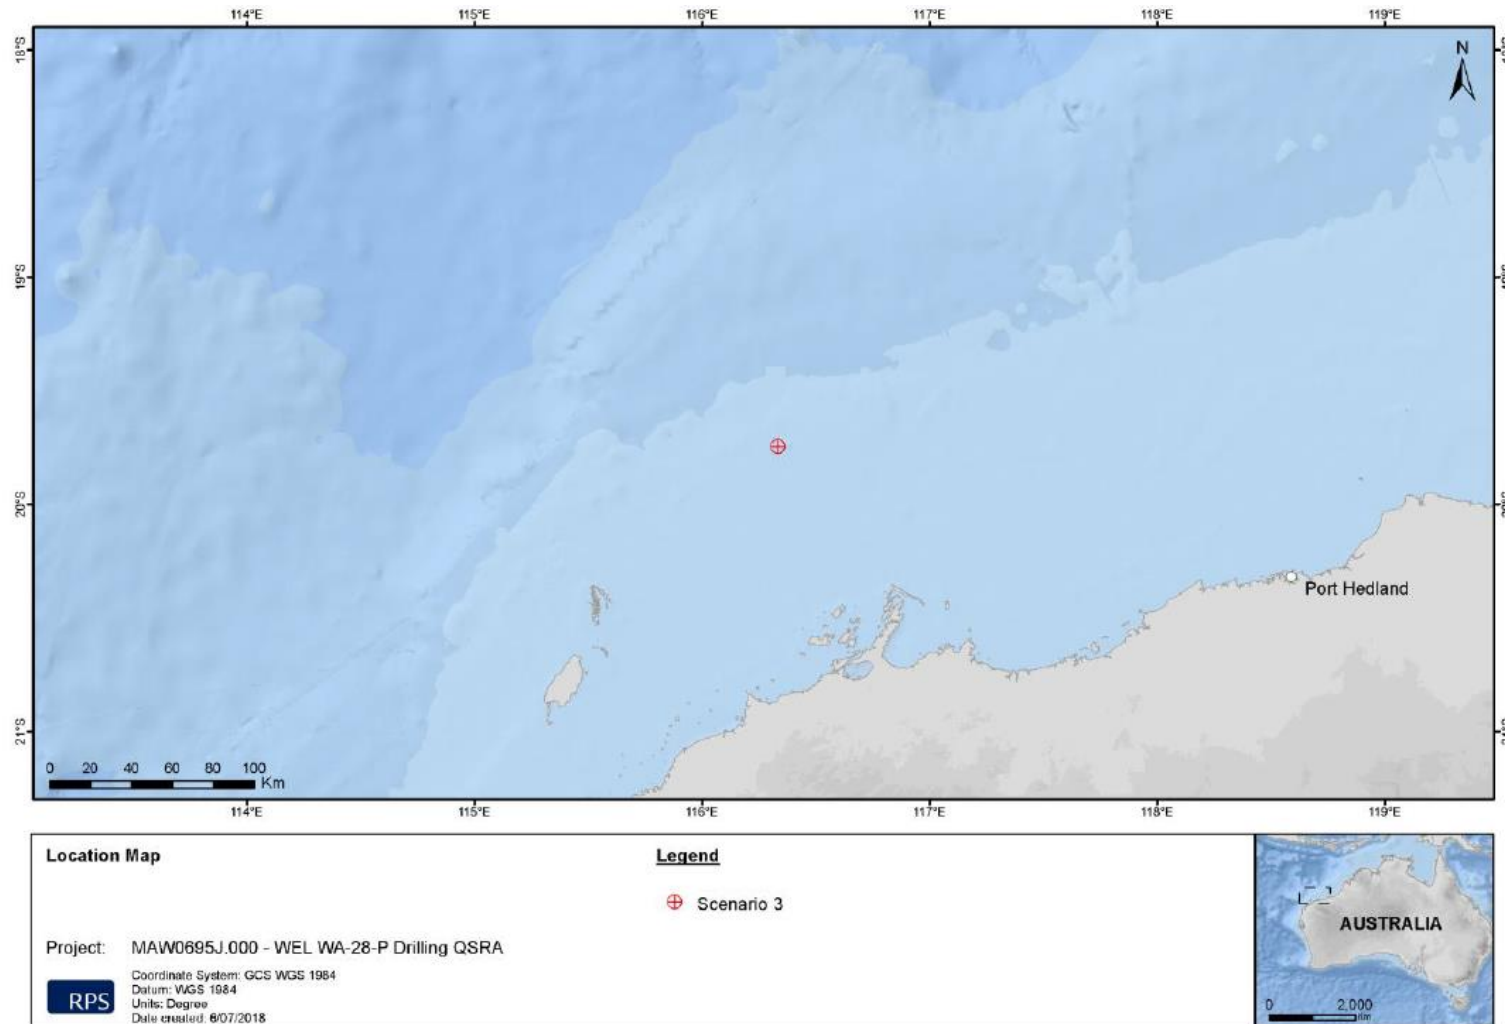 114°E 115°E 116°E 117°E 118°E 119°E
18°S
N
19°S
20°S
Port Hedland
21°S
0 20 40 60 80 100
Km
114°E 115°E 116°E 117°E 118°E 119°E
Location Map
Legend
Scenario 3
Project: MAW0695J.000 - WEL WA-28-P Drilling QSRA
RPS
Coordinate System: GCS WGS 1984
Datum: WGS 1984
Units: Degree
Date created: 6/07/2018
AUSTRALIA
0 2,000